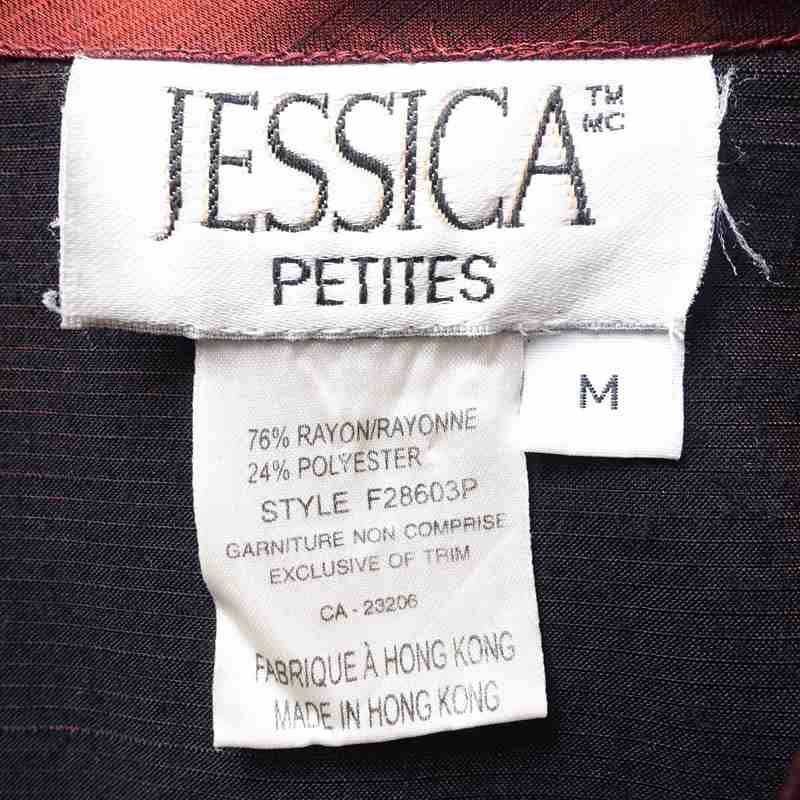 JESSICA TM MC
PETITES
M
76% RAYON/RAYONNE
24% POLYESTER
STYLE F28603P
GARNITURE NON COMPRISE
EXCLUSIVE OF TRIM
CA - 23206
FABRIQUE À HONG KONG
MADE IN HONG KONG